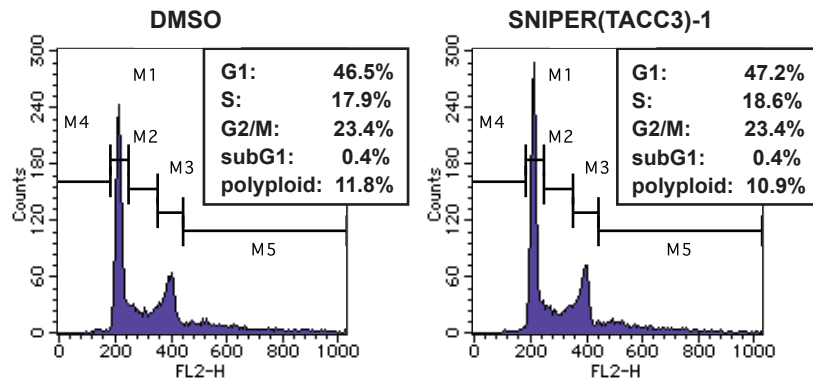 DMSO
300
240
180
120
60
0
Counts
M1
M2
M3
M4
M5
G1: 46.5%
S: 17.9%
G2/M: 23.4%
subG1: 0.4%
polyploid: 11.8%
0 200 400 600 800 1000
FL2-H
SNIPER(TACC3)-1
300
240
180
120
60
0
Counts
M1
M2
M3
M4
M5
G1: 47.2%
S: 18.6%
G2/M: 23.4%
subG1: 0.4%
polyploid: 10.9%
0 200 400 600 800 1000
FL2-H